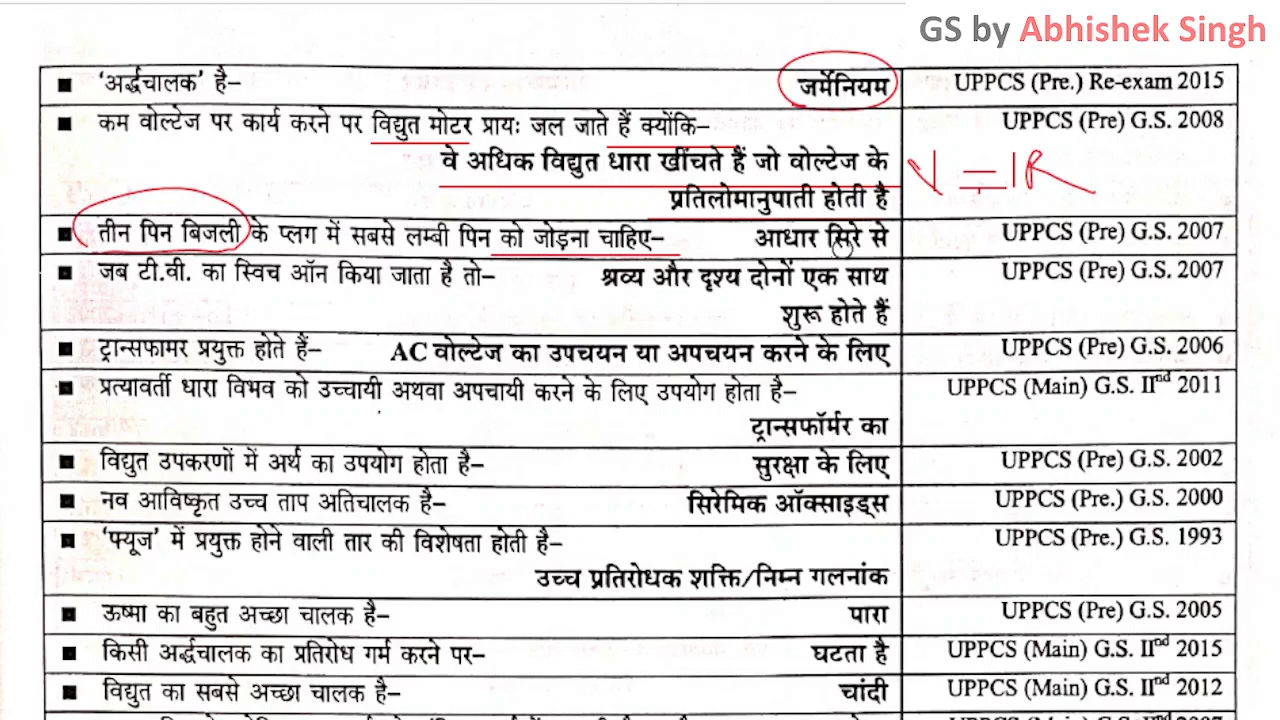 GS by Abhishek Singh
▪ 'अर्द्धचालक' है– जर्मेनियम UPPCS (Pre.) Re-exam 2015
▪ कम वोल्टेज पर कार्य करने पर विद्युत मोटर प्रायः जल जाते हैं क्योंकि– UPPCS (Pre) G.S. 2008
वे अधिक विद्युत धारा खींचते हैं जो वोल्टेज के V = IR
प्रतिलोमानुपाती होती है
▪ तीन पिन बिजली के प्लग में सबसे लम्वी पिन को जोड़ना चाहिए– आधार सिरे से UPPCS (Pre) G.S. 2007
▪ जब टी.वी. का स्विच ऑन किया जाता है तो– श्रव्य और दृश्य दोनों एक साथ UPPCS (Pre) G.S. 2007
शुरू होते हैं
▪ ट्रान्सफामर प्रयुक्त होते हैं– AC वोल्टेज का उपचयन या अपचयन करने के लिए UPPCS (Pre) G.S. 2006
▪ प्रत्यावर्ती धारा विभव को उच्चायी अथवा अपचायी करने के लिए उपयोग होता है– UPPCS (Main) G.S. IInd 2011
ट्रान्सफॉर्मर का
▪ विद्युत उपकरणों में अर्थ का उपयोग होता है– सुरक्षा के लिए UPPCS (Pre) G.S. 2002
▪ नव आविष्कृत उच्च ताप अतिचालक है– सिरेमिक ऑक्साइड्स UPPCS (Pre.) G.S. 2000
▪ 'फ्यूज' में प्रयुक्त होने वाली तार की विशेषता होती है– UPPCS (Pre.) G.S. 1993
उच्च प्रतिरोधक शक्ति/निम्न गलनांक
▪ ऊष्मा का बहुत अच्छा चालक है– पारा UPPCS (Pre) G.S. 2005
▪ किसी अर्द्धचालक का प्रतिरोध गर्म करने पर– घटता है UPPCS (Main) G.S. IInd 2015
▪ विद्युत का सबसे अच्छा चालक है– चांदी UPPCS (Main) G.S. IInd 2012